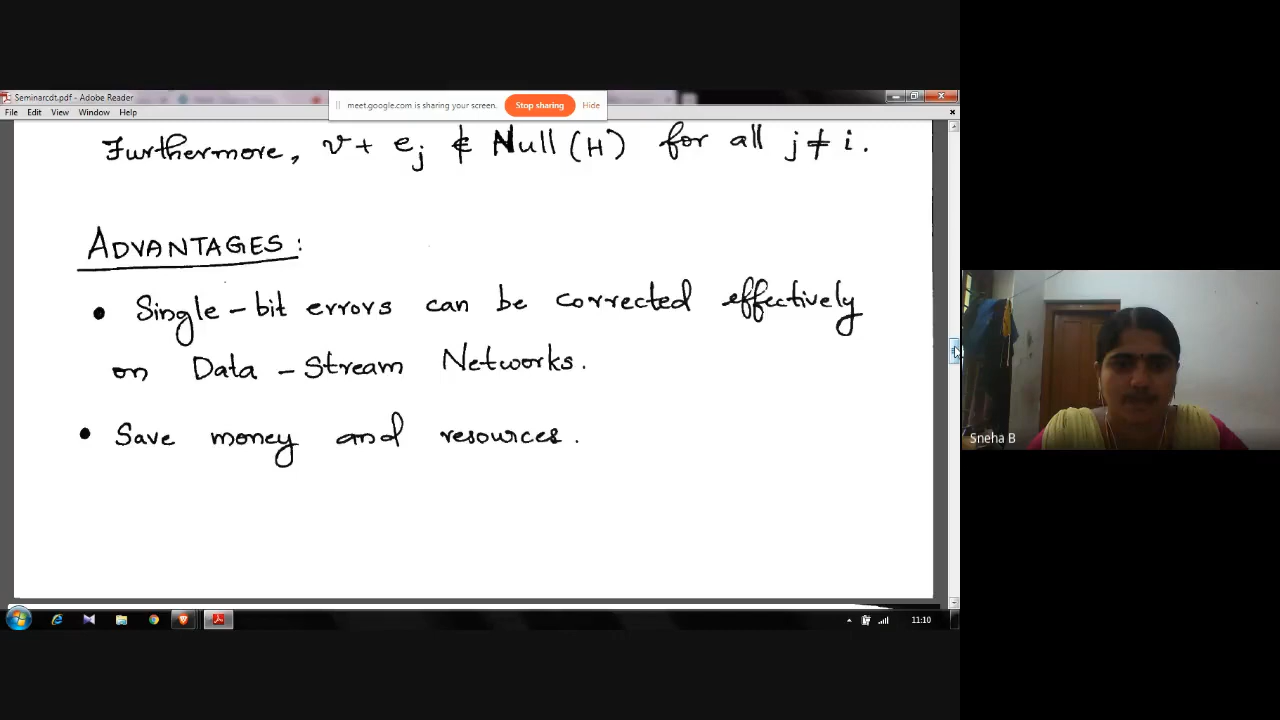 Seminarcdt.pdf - Adobe Reader
File Edit View Window Help
meet.google.com is sharing your screen. Stop sharing Hide
Furthermore, v + e_j ∉ Null (H) for all j ≠ i.
ADVANTAGES:
• Single-bit errors can be corrected effectively
on Data-Stream Networks.
• Save money and resources.
Sneha B
11:10